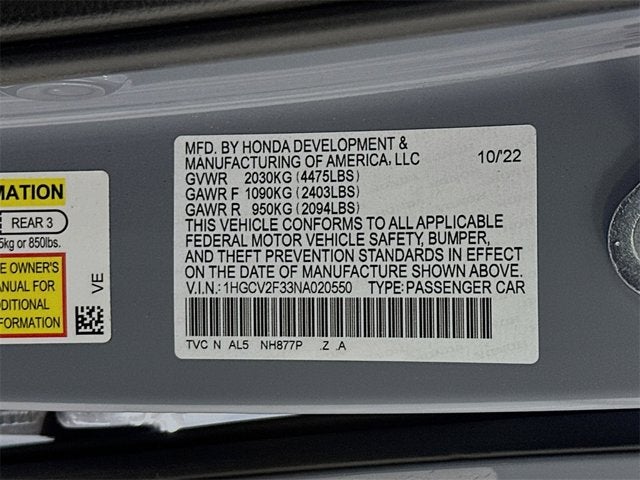 MATION
REAR 3
5kg or 850lbs.
E OWNER'S
ANUAL FOR
DDITIONAL
FORMATION
VE
MFD. BY HONDA DEVELOPMENT &
MANUFACTURING OF AMERICA, LLC 10/'22
GVWR 2030KG (4475LBS)
GAWR F 1090KG (2403LBS)
GAWR R 950KG (2094LBS)
THIS VEHICLE CONFORMS TO ALL APPLICABLE
FEDERAL MOTOR VEHICLE SAFETY, BUMPER,
AND THEFT PREVENTION STANDARDS IN EFFECT
ON THE DATE OF MANUFACTURE SHOWN ABOVE.
V.I.N.: 1HGCV2F33NA020550 TYPE: PASSENGER CAR
TVC N AL5 NH877P .Z .A